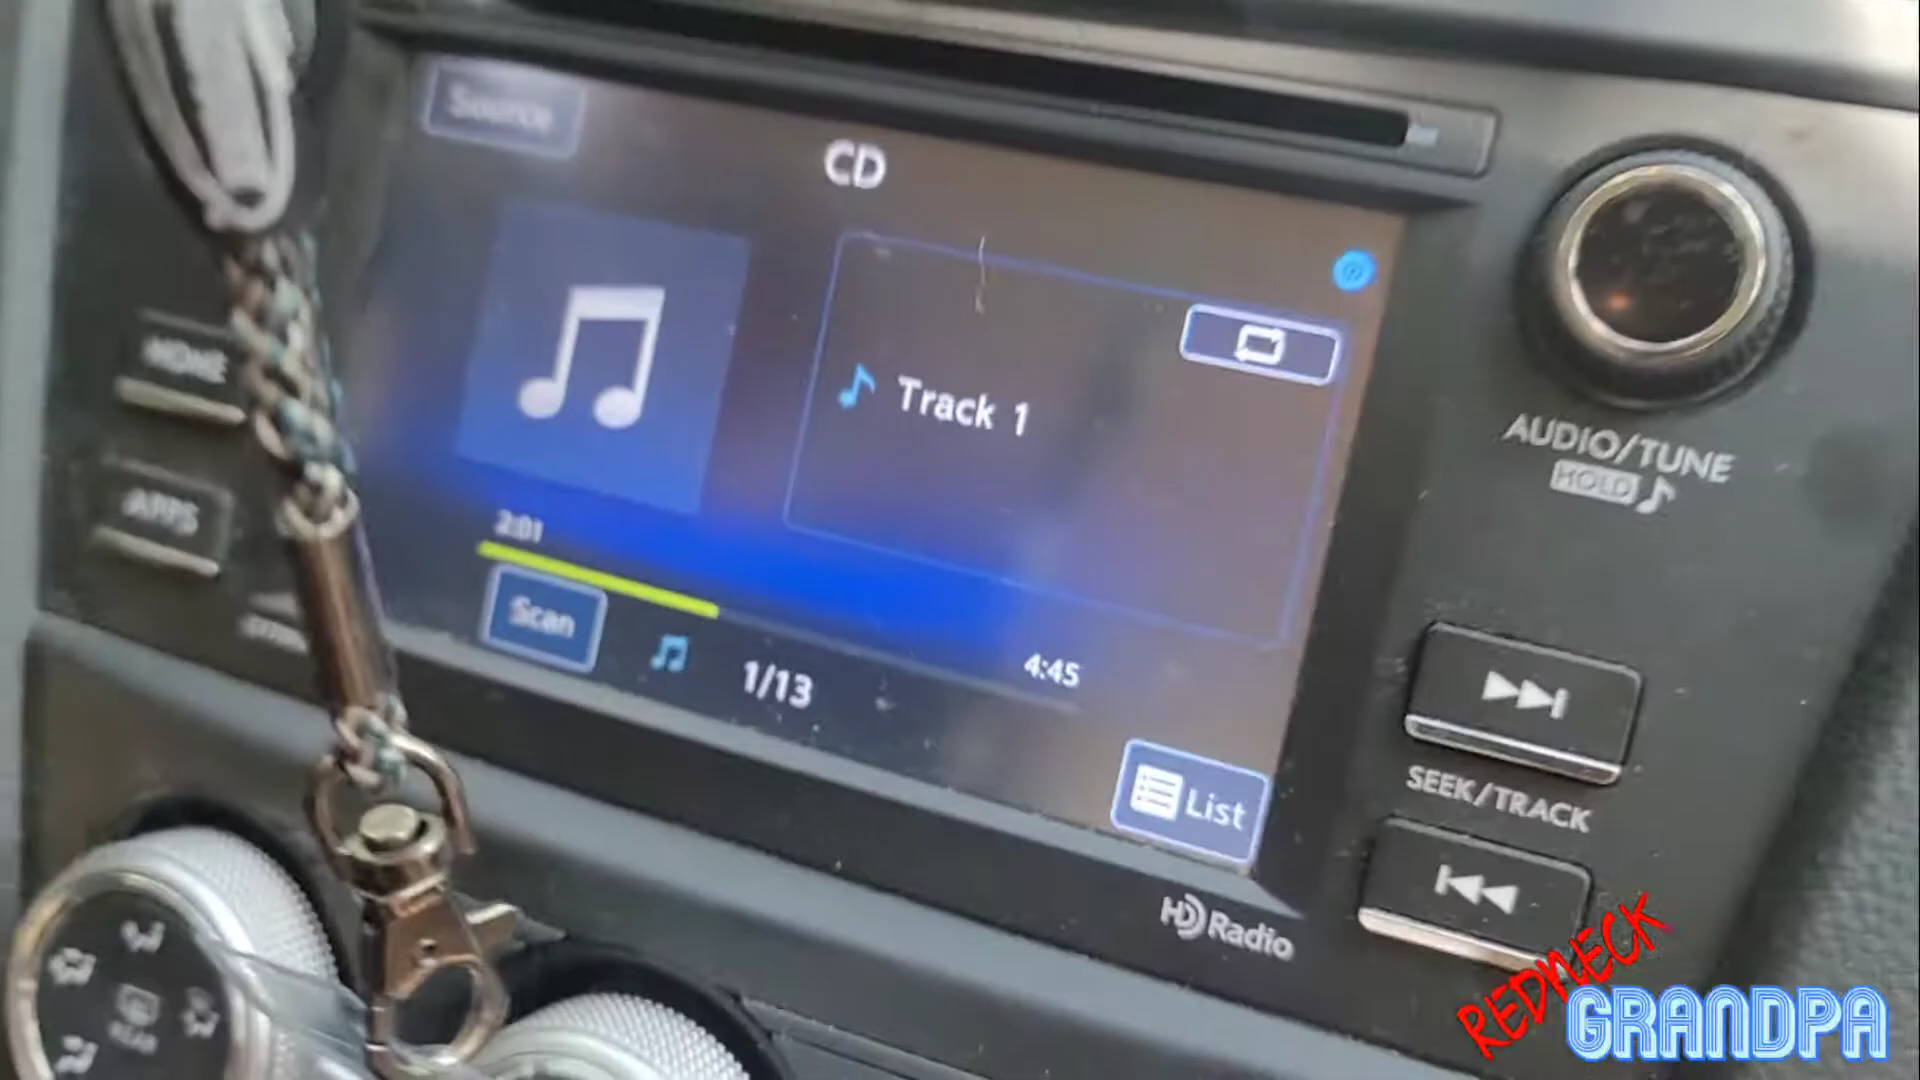 Source
CD
HOME
Track 1
AUDIO/TUNE
HOLD
APPS
2:01
Scan
1/13
4:45
List
SEEK/TRACK
HD Radio
REAR
REDNECK
GRANDPA